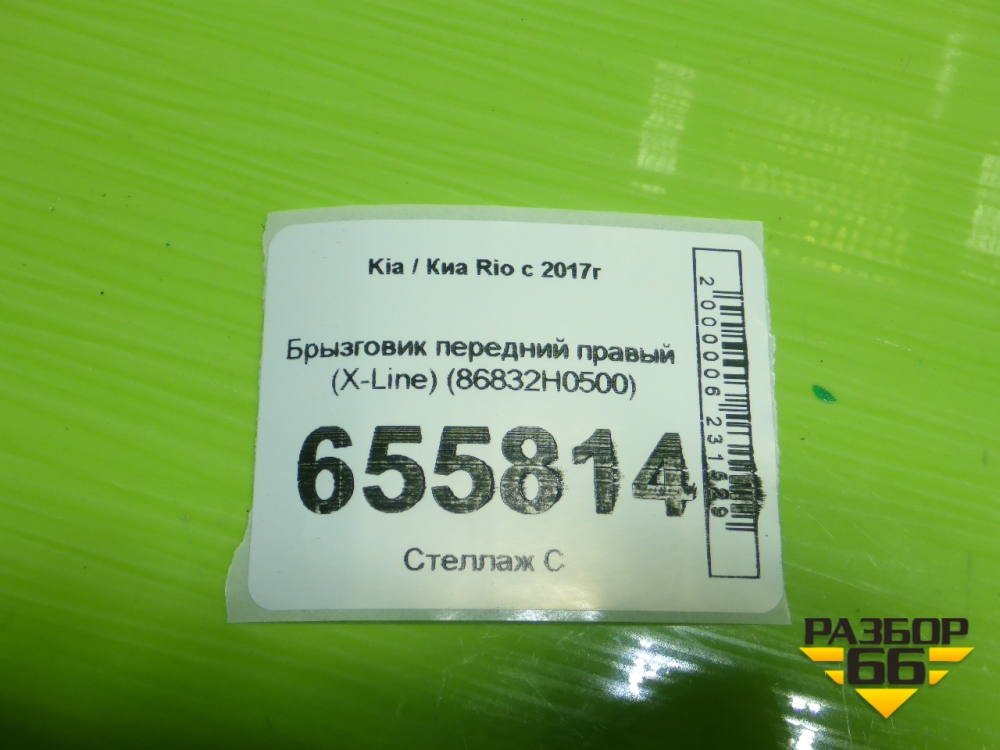 Kia / Киа Rio с 2017г
Брызговик передний правый
(X-Line) (86832H0500)
655814
Стеллаж С
2000006231529
РАЗБОР
66